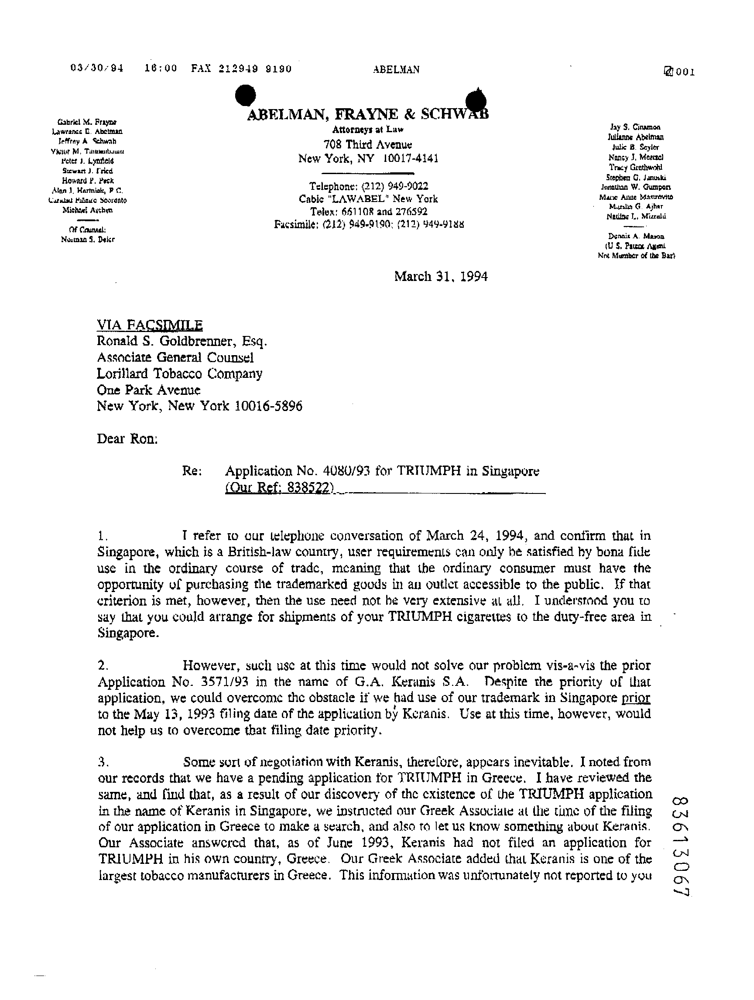 03/30/94 16:00 FAX 212949 9190 ABELMAN 001
ABELMAN, FRAYNE & SCHWAB
Attorneys at Law
708 Third Avenue
New York, NY 10017-4141
Telephone: (212) 949-9022
Cable "LAWABEL" New York
Telex: 661108 and 276592
Facsimile: (212) 949-9190; (212) 949-9188
Gabriel M. Frayne
Lawrence E. Abelman
Jeffrey A. Schwab
Peter J. Lynfield
Stewart J. Fried
Howard F. Peck
Alan J. Hartnick, P.C.
Michael Aschen
Of Counsel:
Norman S. Beier
Jay S. Cinamon
Julianne Abelman
Julie B. Seyler
Nancy J. Mertzel
Tracy Grethwohl
Stephen G. Janoski
Jonathan W. Gumport
Marie Anne Mastrovito
Marilin G. Ajhar
Nadine L. Mizrahi
Dennis A. Mason
(U S. Patent Agent
Not Member of the Bar)
March 31, 1994
VIA FACSIMILE
Ronald S. Goldbrenner, Esq.
Associate General Counsel
Lorillard Tobacco Company
One Park Avenue
New York, New York 10016-5896
Dear Ron:
Re: Application No. 4080/93 for TRIUMPH in Singapore
(Our Ref: 838522)
1. I refer to our telephone conversation of March 24, 1994, and confirm that in
Singapore, which is a British-law country, user requirements can only be satisfied by bona fide
use in the ordinary course of trade, meaning that the ordinary consumer must have the
opportunity of purchasing the trademarked goods in an outlet accessible to the public. If that
criterion is met, however, then the use need not be very extensive at all. I understood you to
say that you could arrange for shipments of your TRIUMPH cigarettes to the duty-free area in
Singapore.
2. However, such use at this time would not solve our problem vis-a-vis the prior
Application No. 3571/93 in the name of G.A. Keranis S.A. Despite the priority of that
application, we could overcome the obstacle if we had use of our trademark in Singapore prior
to the May 13, 1993 filing date of the application by Keranis. Use at this time, however, would
not help us to overcome that filing date priority.
3. Some sort of negotiation with Keranis, therefore, appears inevitable. I noted from
our records that we have a pending application for TRIUMPH in Greece. I have reviewed the
same, and find that, as a result of our discovery of the existence of the TRIUMPH application
in the name of Keranis in Singapore, we instructed our Greek Associate at the time of the filing
of our application in Greece to make a search, and also to let us know something about Keranis.
Our Associate answered that, as of June 1993, Keranis had not filed an application for
TRIUMPH in his own country, Greece. Our Greek Associate added that Keranis is one of the
largest tobacco manufacturers in Greece. This information was unfortunately not reported to you
83613067